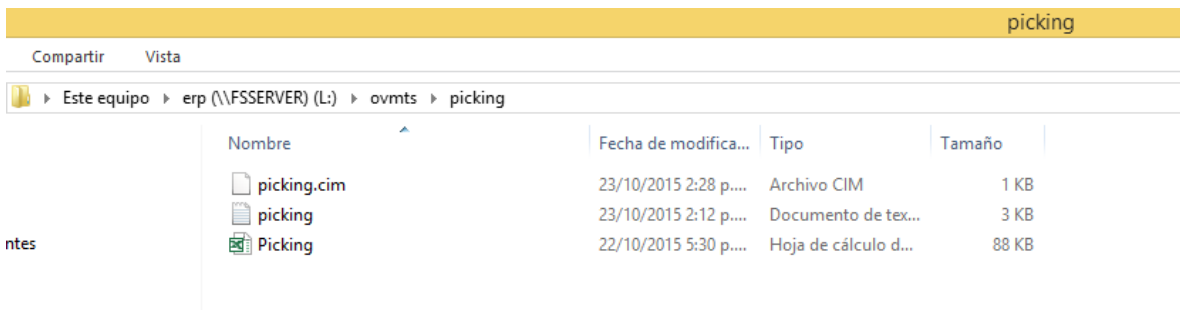 picking
Compartir Vista
Este equipo erp (\\FSSERVER) (L:) ovmts picking
Nombre Fecha de modifica... Tipo Tamaño
picking.cim 23/10/2015 2:28 p.... Archivo CIM 1 KB
picking 23/10/2015 2:12 p.... Documento de tex... 3 KB
ntes Picking 22/10/2015 5:30 p.... Hoja de cálculo d... 88 KB